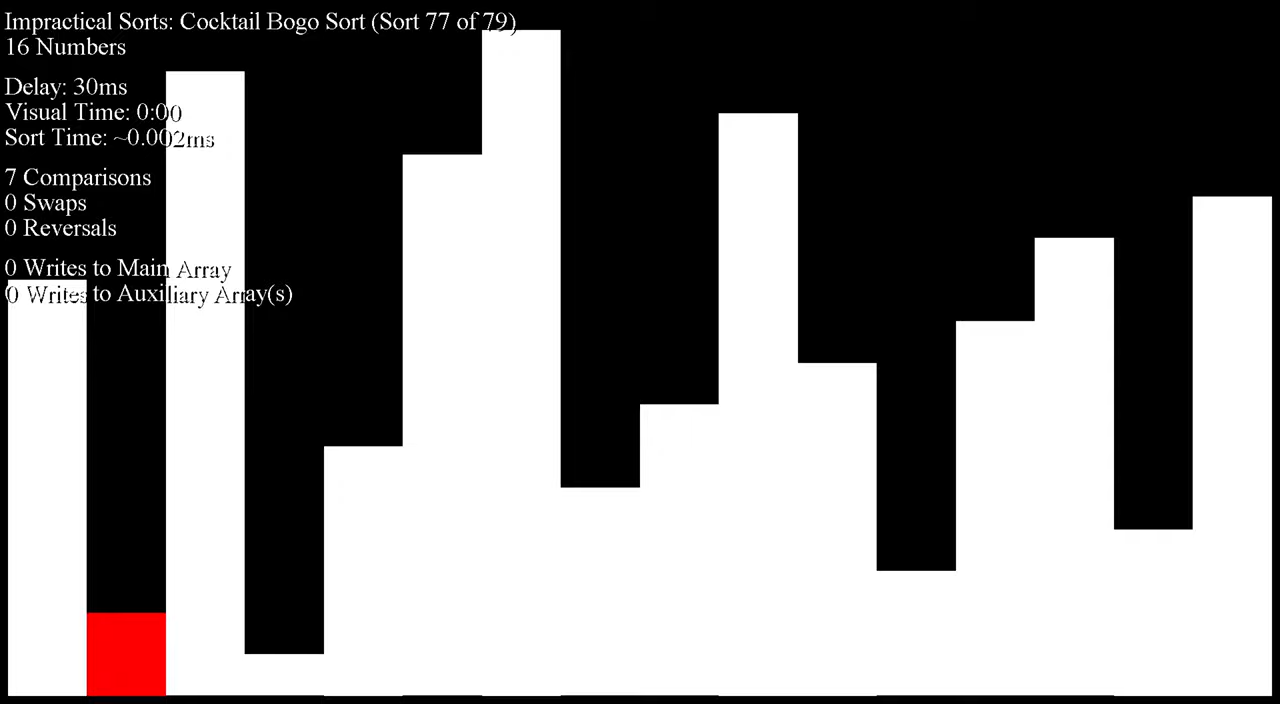 Impractical Sorts: Cocktail Bogo Sort (Sort 77 of 79)
16 Numbers
Delay: 30ms
Visual Time: 0:00
Sort Time: ~0.002ms
7 Comparisons
0 Swaps
0 Reversals
0 Writes to Main Array
0 Writes to Auxiliary Array(s)